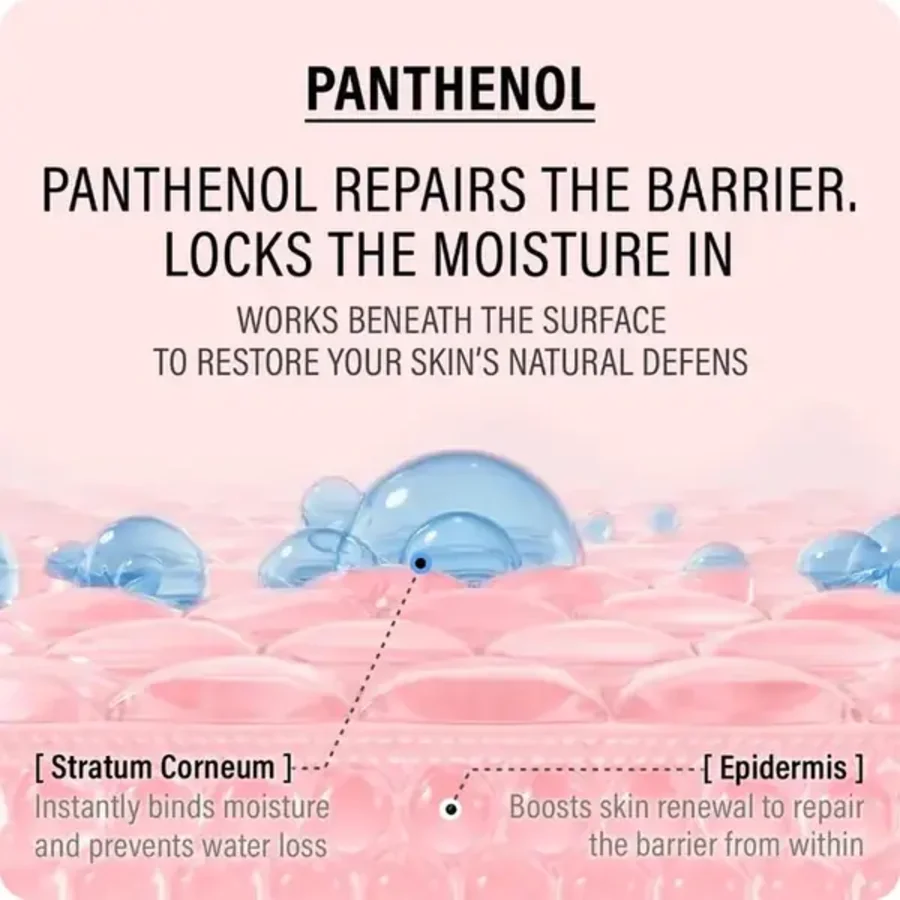 PANTHENOL
PANTHENOL REPAIRS THE BARRIER.
LOCKS THE MOISTURE IN
WORKS BENEATH THE SURFACE
TO RESTORE YOUR SKIN'S NATURAL DEFENS
[ Stratum Corneum ]
Instantly binds moisture
and prevents water loss
[ Epidermis ]
Boosts skin renewal to repair
the barrier from within